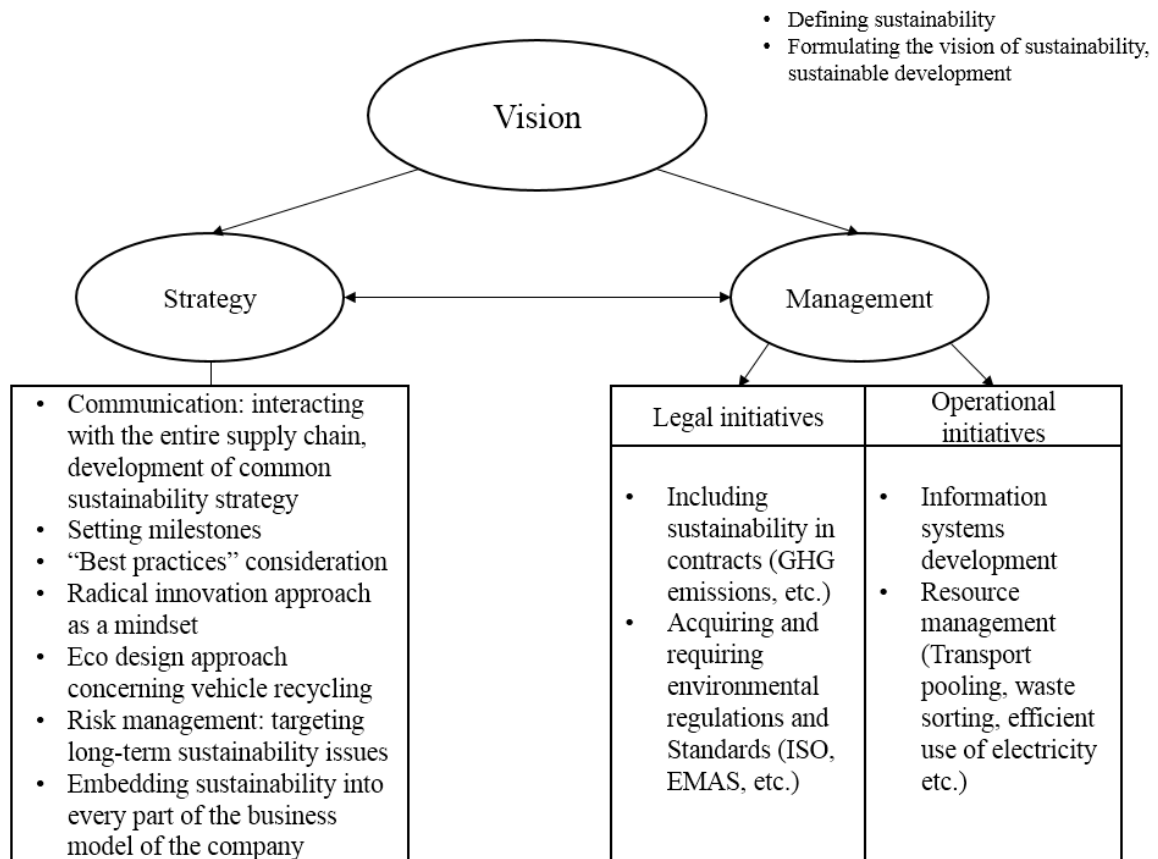 • Defining sustainability
• Formulating the vision of sustainability,
sustainable development
Vision
Strategy
Management
• Communication: interacting
with the entire supply chain,
development of common
sustainability strategy
• Setting milestones
• “Best practices” consideration
• Radical innovation approach
as a mindset
• Eco design approach
concerning vehicle recycling
• Risk management: targeting
long-term sustainability issues
• Embedding sustainability into
every part of the business
model of the company
Legal initiatives
• Including
sustainability in
contracts (GHG
emissions, etc.)
• Acquiring and
requiring
environmental
regulations and
Standards (ISO,
EMAS, etc.)
Operational
initiatives
• Information
systems
development
• Resource
management
(Transport
pooling, waste
sorting, efficient
use of electricity
etc.)